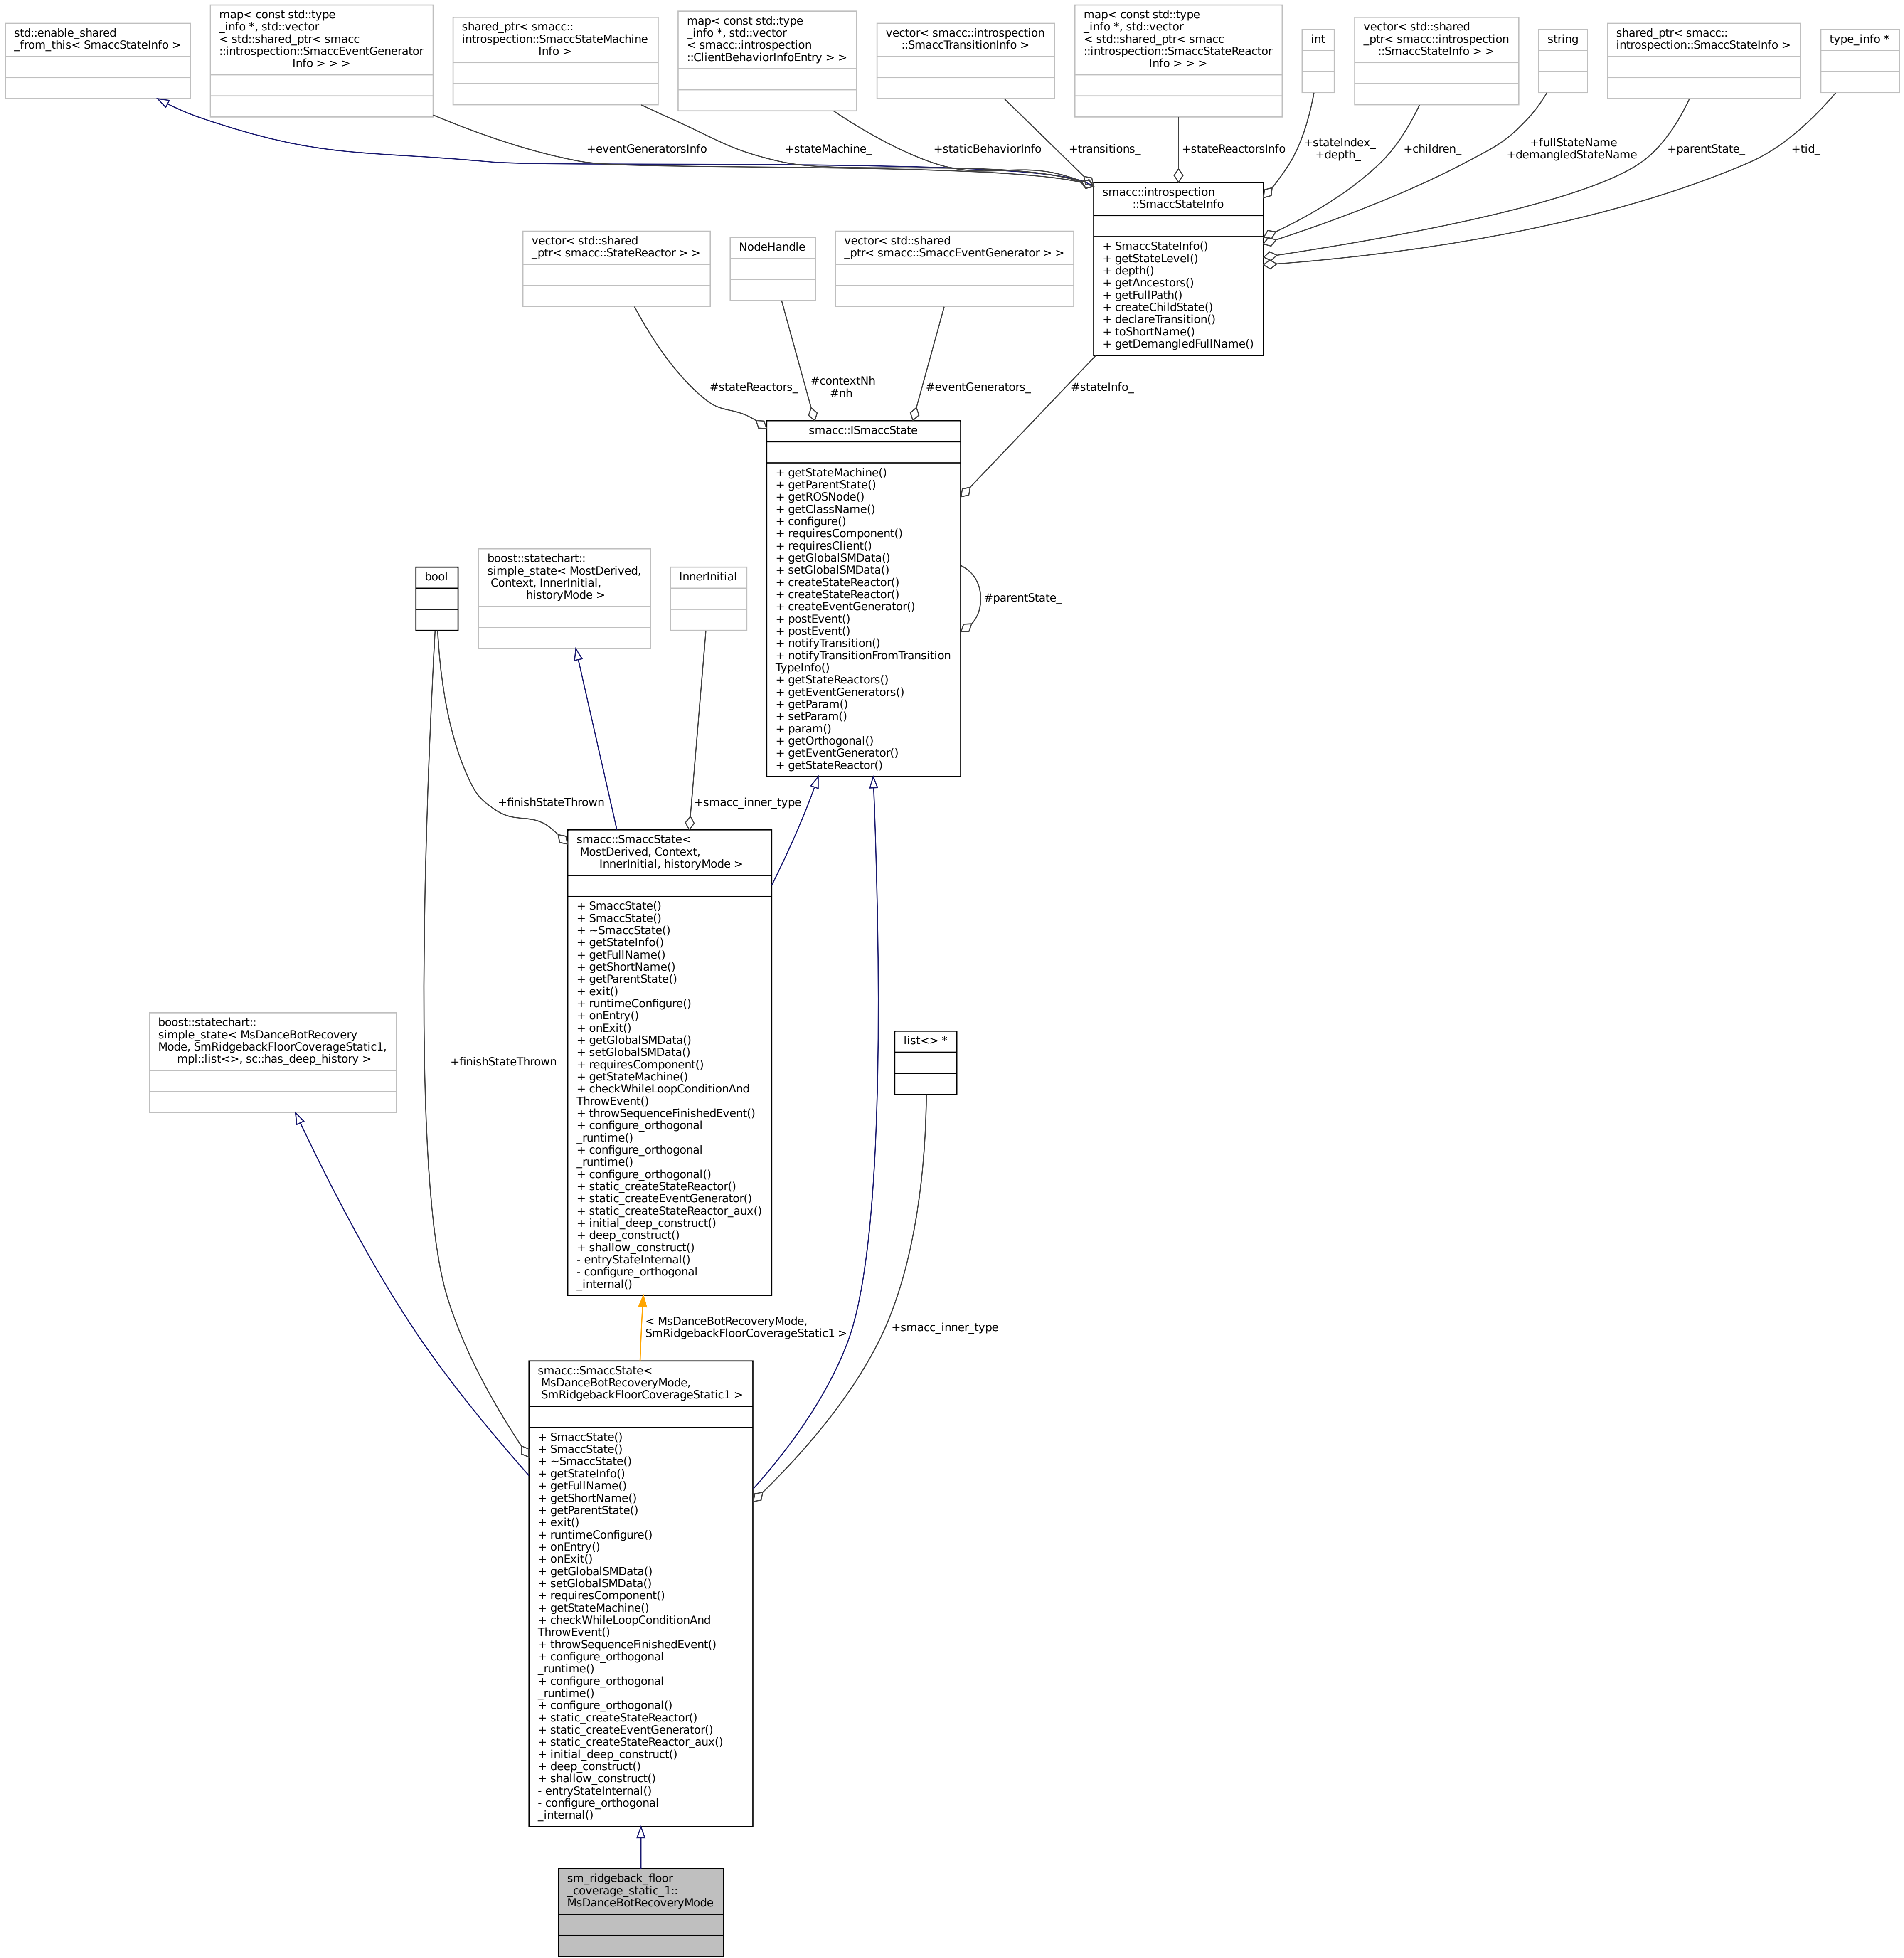 std::enable_shared
_from_this< SmaccStateInfo >
map< const std::type
_info *, std::vector
< std::shared_ptr< smacc
::introspection::SmaccEventGenerator
Info > > >
shared_ptr< smacc::
introspection::SmaccStateMachine
Info >
map< const std::type
_info *, std::vector
< smacc::introspection
::ClientBehaviorInfoEntry > >
vector< smacc::introspection
::SmaccTransitionInfo >
map< const std::type
_info *, std::vector
< std::shared_ptr< smacc
::introspection::SmaccStateReactor
Info > > >
int
vector< std::shared
_ptr< smacc::introspection
::SmaccStateInfo > >
string
shared_ptr< smacc::
introspection::SmaccStateInfo >
type_info *
+eventGeneratorsInfo
+stateMachine_
+staticBehaviorInfo
+transitions_
+stateReactorsInfo
+stateIndex_
+depth_
+children_
+fullStateName
+demangledStateName
+parentState_
+tid_
smacc::introspection
::SmaccStateInfo
+ SmaccStateInfo()
+ getStateLevel()
+ depth()
+ getAncestors()
+ getFullPath()
+ createChildState()
+ declareTransition()
+ toShortName()
+ getDemangledFullName()
vector< std::shared
_ptr< smacc::StateReactor > >
NodeHandle
vector< std::shared
_ptr< smacc::SmaccEventGenerator > >
#stateReactors_
#contextNh
#nh
#eventGenerators_
#stateInfo_
smacc::ISmaccState
+ getStateMachine()
+ getParentState()
+ getROSNode()
+ getClassName()
+ configure()
+ requiresComponent()
+ requiresClient()
+ getGlobalSMData()
+ setGlobalSMData()
+ createStateReactor()
+ createStateReactor()
+ createEventGenerator()
+ postEvent()
+ postEvent()
+ notifyTransition()
+ notifyTransitionFromTransition
TypeInfo()
+ getStateReactors()
+ getEventGenerators()
+ getParam()
+ setParam()
+ param()
+ getOrthogonal()
+ getEventGenerator()
+ getStateReactor()
#parentState_
bool
boost::statechart::
simple_state< MostDerived,
Context, InnerInitial,
historyMode >
InnerInitial
+finishStateThrown
+smacc_inner_type
smacc::SmaccState<
MostDerived, Context,
InnerInitial, historyMode >
+ SmaccState()
+ SmaccState()
+ ~SmaccState()
+ getStateInfo()
+ getFullName()
+ getShortName()
+ getParentState()
+ exit()
+ runtimeConfigure()
+ onEntry()
+ onExit()
+ getGlobalSMData()
+ setGlobalSMData()
+ requiresComponent()
+ getStateMachine()
+ checkWhileLoopConditionAnd
ThrowEvent()
+ throwSequenceFinishedEvent()
+ configure_orthogonal
_runtime()
+ configure_orthogonal
_runtime()
+ configure_orthogonal()
+ static_createStateReactor()
+ static_createEventGenerator()
+ static_createStateReactor_aux()
+ initial_deep_construct()
+ deep_construct()
+ shallow_construct()
- entryStateInternal()
- configure_orthogonal
_internal()
boost::statechart::
simple_state< MsDanceBotRecovery
Mode, SmRidgebackFloorCoverageStatic1,
mpl::list<>, sc::has_deep_history >
+finishStateThrown
list<> *
< MsDanceBotRecoveryMode,
SmRidgebackFloorCoverageStatic1 >
+smacc_inner_type
smacc::SmaccState<
MsDanceBotRecoveryMode,
SmRidgebackFloorCoverageStatic1 >
+ SmaccState()
+ SmaccState()
+ ~SmaccState()
+ getStateInfo()
+ getFullName()
+ getShortName()
+ getParentState()
+ exit()
+ runtimeConfigure()
+ onEntry()
+ onExit()
+ getGlobalSMData()
+ setGlobalSMData()
+ requiresComponent()
+ getStateMachine()
+ checkWhileLoopConditionAnd
ThrowEvent()
+ throwSequenceFinishedEvent()
+ configure_orthogonal
_runtime()
+ configure_orthogonal
_runtime()
+ configure_orthogonal()
+ static_createStateReactor()
+ static_createEventGenerator()
+ static_createStateReactor_aux()
+ initial_deep_construct()
+ deep_construct()
+ shallow_construct()
- entryStateInternal()
- configure_orthogonal
_internal()
sm_ridgeback_floor
_coverage_static_1::
MsDanceBotRecoveryMode